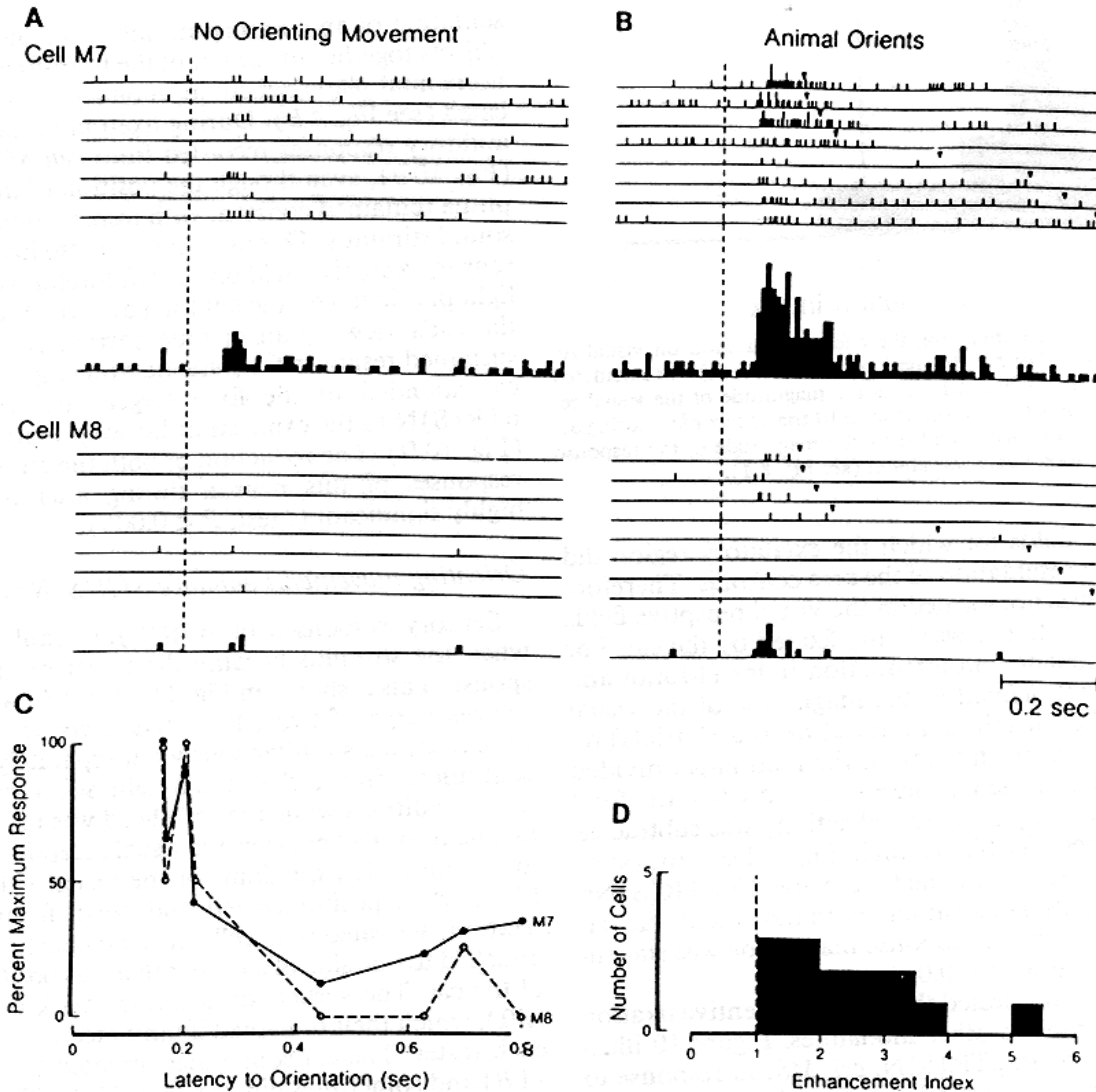 A
No Orienting Movement
Cell M7
B
Animal Orients
Cell M8
0.2 sec
C
Percent Maximum Response
100
50
0
M7
M8
0
0.2
0.4
0.6
0.8
Latency to Orientation (sec)
D
Number of Cells
5
0
0
1
2
3
4
5
6
Enhancement Index